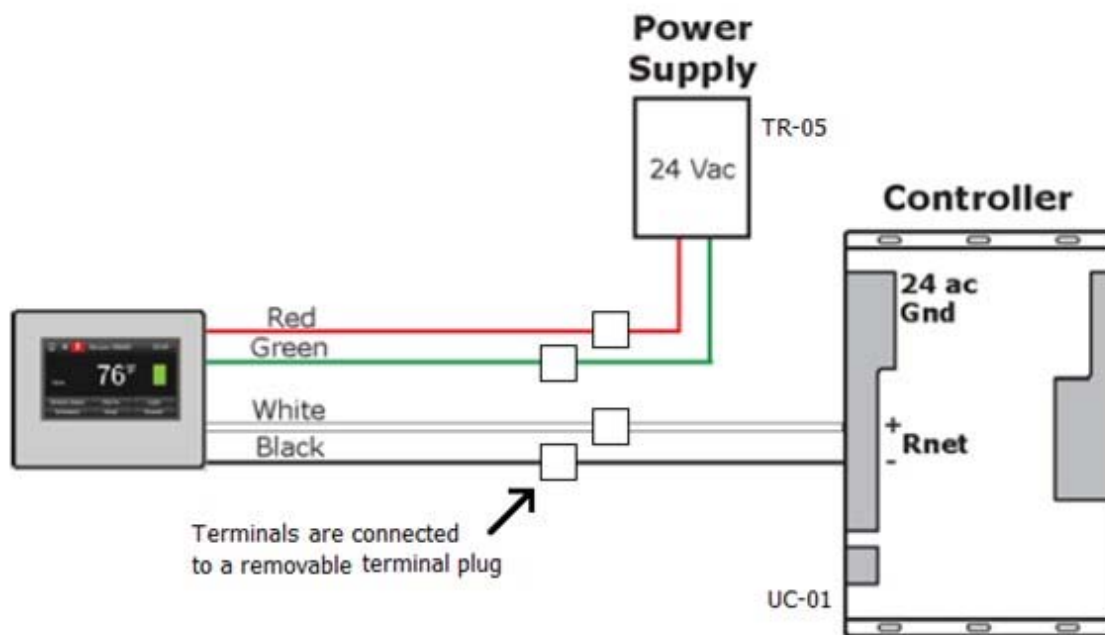 Power
Supply
24 Vac
TR-05
Controller
24 ac
Gnd
Red
Green
76°F
White
Black
+
Rnet
-
Terminals are connected
to a removable terminal plug
UC-01